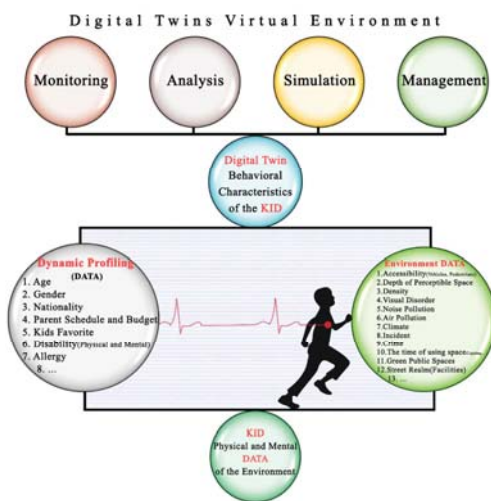 Digital Twins Virtual Environment
Monitoring
Analysis
Simulation
Management
Digital Twin
Behavioral
Characteristics
of the KID
Dynamic Profiling
(DATA)
1. Age
2. Gender
3. Nationality
4. Parent Schedule and Budget
5. Kids Favorite
6. Disability(Physical and Mental)
7. Allergy
8. ...
Environment DATA
1.Accessibility(Vehicles, Pedestrian)
2.Depth of Perceptible Space
3.Density
4.Visual Disorder
5.Noise Pollution
6.Air Pollution
7.Climate
8.Incident
9.Crime
10.The time of using space
11.Green Public Spaces
12.Street Realm(Facilities)
13. ...
KID
Physical and Mental
DATA
of the Environment